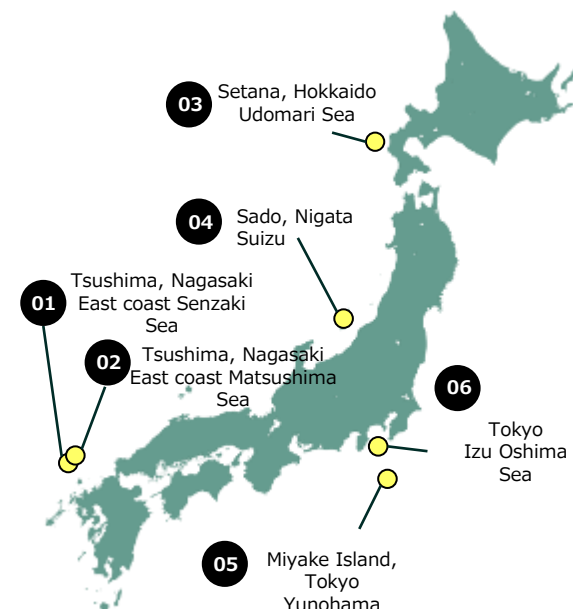 03
Setana, Hokkaido
Udomari Sea
04
Sado, Nigata
Suizu
01
Tsushima, Nagasaki
East coast Senzaki
Sea
02
Tsushima, Nagasaki
East coast Matsushima
Sea
06
Tokyo
Izu Oshima
Sea
05
Miyake Island,
Tokyo
Yunohama